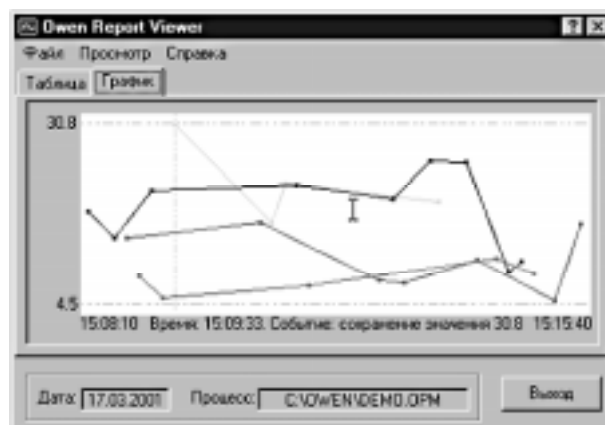 Owen Report Viewer
Файл Просмотр Справка
Таблица График
30.8
4.5
15:08:10 Время: 15:09:33. Событие: сохранение значения 30.8 15:15:40
Дата: 17.03.2001 Процесс: C:\OWEN\DEMO.OPM Выход